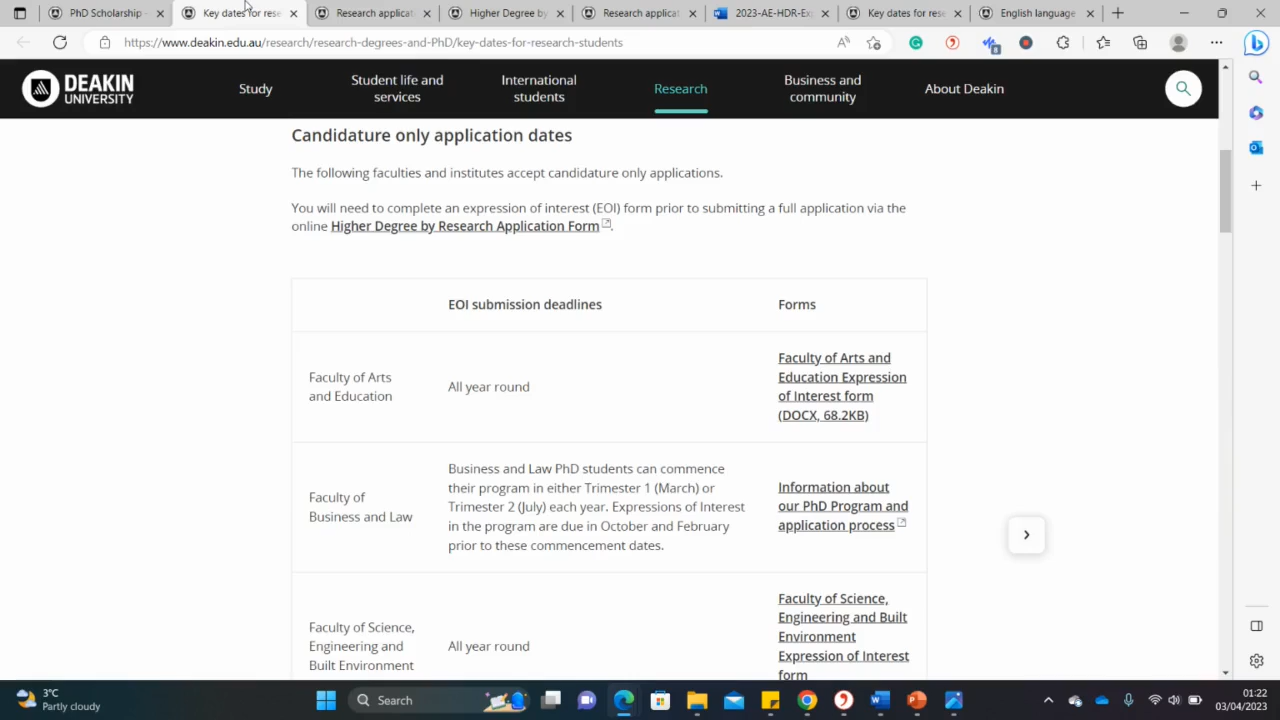 PhD Scholarship
Key dates for rese
Research applicat
Higher Degree by
Research applicat
2023-AE-HDR-Ex
Key dates for rese
English language
https://www.deakin.edu.au/research/research-degrees-and-PhD/key-dates-for-research-students
DEAKIN
UNIVERSITY
Study
Student life and
services
International
students
Research
Business and
community
About Deakin
Candidature only application dates
The following faculties and institutes accept candidature only applications.
You will need to complete an expression of interest (EOI) form prior to submitting a full application via the
online Higher Degree by Research Application Form.
EOI submission deadlines
Forms
Faculty of Arts
and Education
All year round
Faculty of Arts and
Education Expression
of Interest form
(DOCX, 68.2KB)
Faculty of
Business and Law
Business and Law PhD students can commence
their program in either Trimester 1 (March) or
Trimester 2 (July) each year. Expressions of Interest
in the program are due in October and February
prior to these commencement dates.
Information about
our PhD Program and
application process
Faculty of Science,
Engineering and
Built Environment
All year round
Faculty of Science,
Engineering and Built
Environment
Expression of Interest
form
3°C
Partly cloudy
Search
01:22
03/04/2023